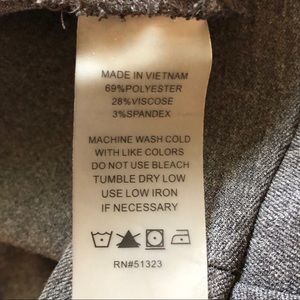 MADE IN VIETNAM
69%POLYESTER
28%VISCOSE
3%SPANDEX
MACHINE WASH COLD
WITH LIKE COLORS
DO NOT USE BLEACH
TUMBLE DRY LOW
USE LOW IRON
IF NECESSARY
RN#51323